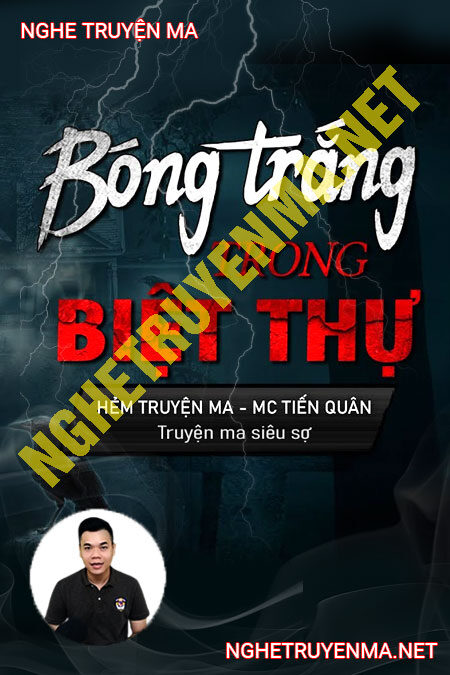 NGHE TRUYỆN MA
Bóng trắng
TRONG
BIỆT THỰ
HẺM TRUYỆN MA - MC TIẾN QUÂN
Truyện ma siêu sợ
NGHETRUYENMA.NET
NGHETRUYENMA.NET